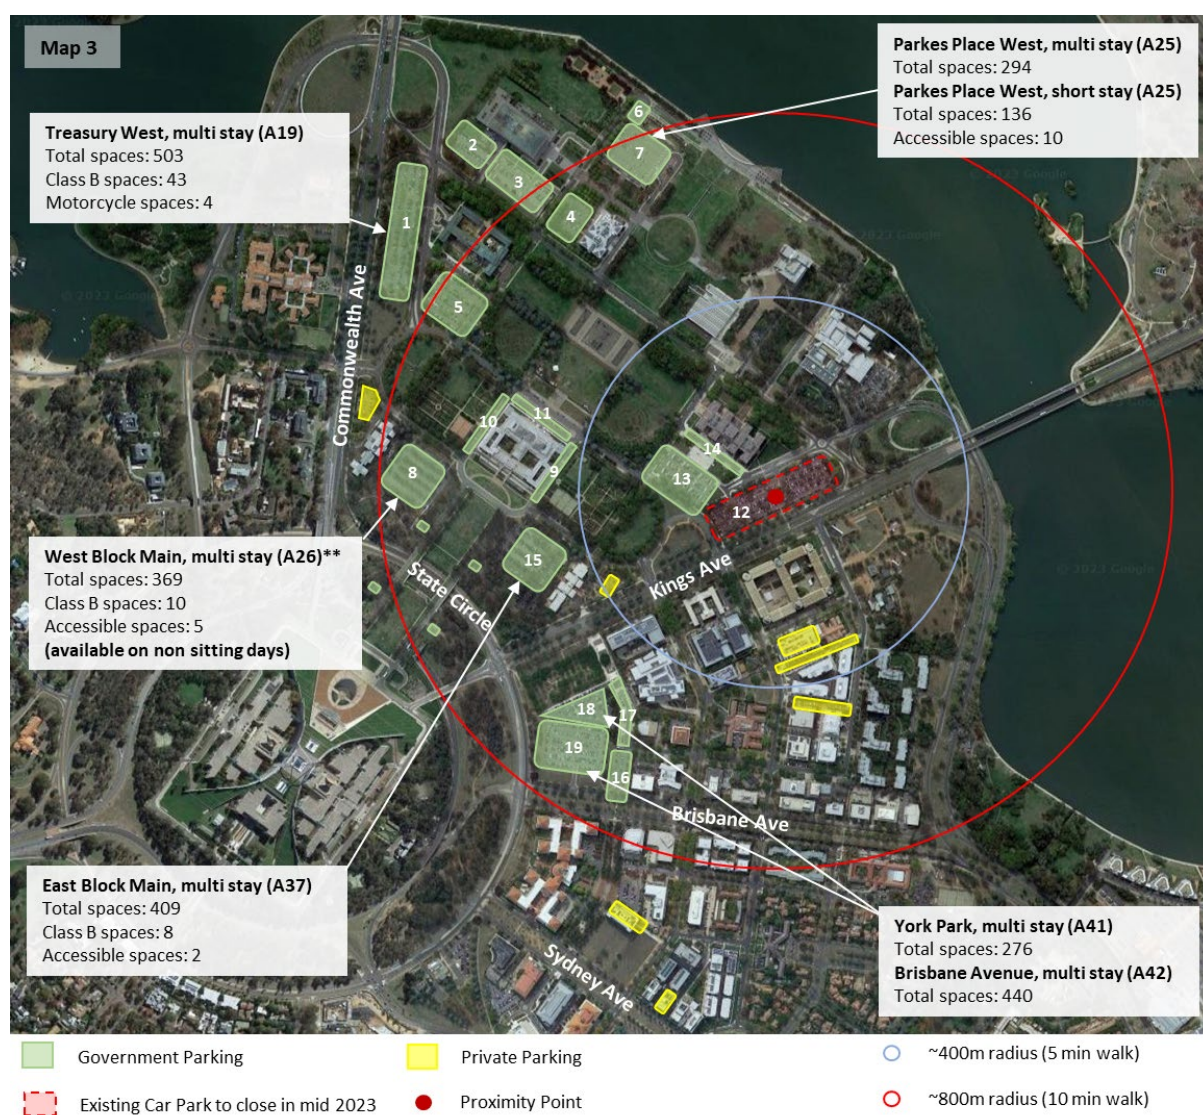 Map 3
Parkes Place West, multi stay (A25)
Total spaces: 294
Parkes Place West, short stay (A25)
Total spaces: 136
Accessible spaces: 10
Treasury West, multi stay (A19)
Total spaces: 503
Class B spaces: 43
Motorcycle spaces: 4
6
2
7
3
4
1
5
Commonwealth Ave
11
10
9
8
14
13
12
West Block Main, multi stay (A26)**
Total spaces: 369
Class B spaces: 10
Accessible spaces: 5
(available on non sitting days)
15
State Circle
Kings Ave
18
17
19
16
Brisbane Ave
East Block Main, multi stay (A37)
Total spaces: 409
Class B spaces: 8
Accessible spaces: 2
York Park, multi stay (A41)
Total spaces: 276
Brisbane Avenue, multi stay (A42)
Total spaces: 440
Sydney Ave
Government Parking
Private Parking
~400m radius (5 min walk)
Existing Car Park to close in mid 2023
Proximity Point
~800m radius (10 min walk)